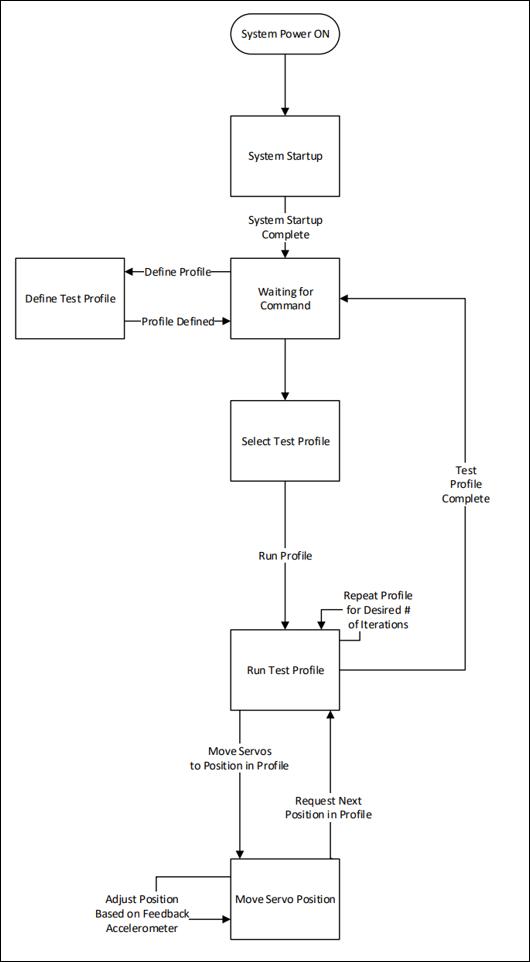 System Power ON
System Startup
System Startup
Complete
Define Profile
Define Test Profile
Waiting for
Command
Profile Defined
Select Test Profile
Test
Profile
Complete
Run Profile
Repeat Profile
for Desired #
of Iterations
Run Test Profile
Move Servos
to Position in Profile
Request Next
Position in Profile
Move Servo Position
Adjust Position
Based on Feedback
Accelerometer